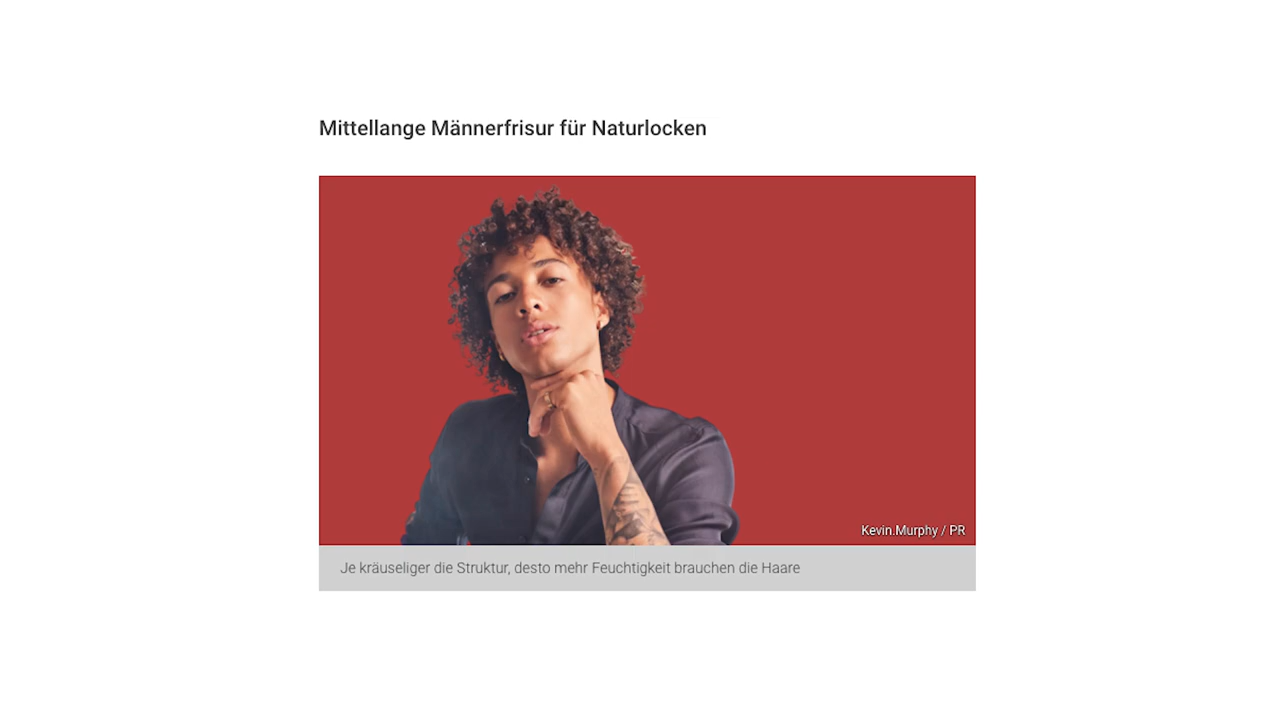 Mittellange Männerfrisur für Naturlocken
Kevin.Murphy / PR
Je kräuseliger die Struktur, desto mehr Feuchtigkeit brauchen die Haare